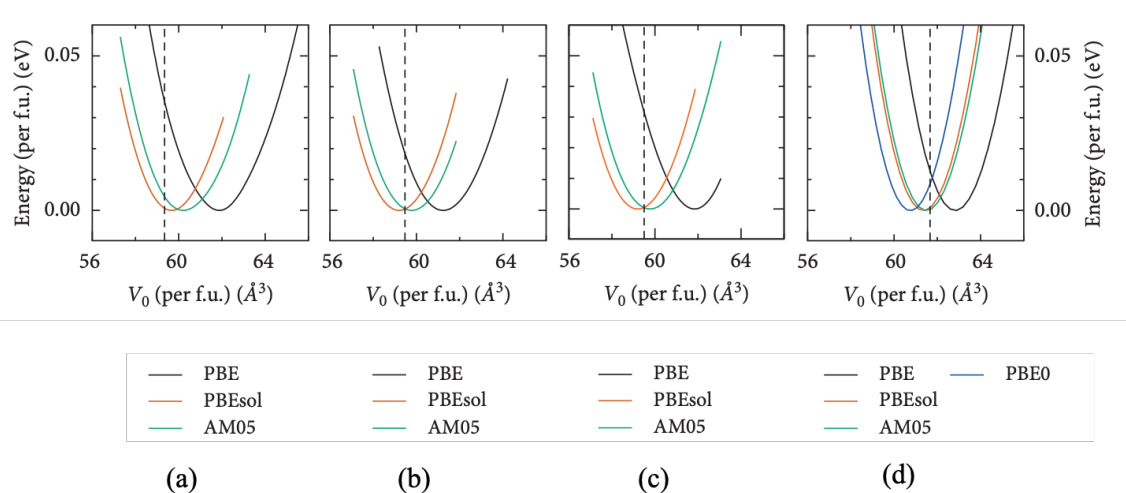 Energy (per f.u.) (eV)
0.05
0.00
56 60 64
V0 (per f.u.) (Å3)
56 60 64
V0 (per f.u.) (Å3)
56 60 64
V0 (per f.u.) (Å3)
56 60 64
V0 (per f.u.) (Å3)
0.05
0.00
Energy (per f.u.) (eV)
PBE PBE PBE PBE PBE0
PBEsol PBEsol PBEsol PBEsol
AM05 AM05 AM05 AM05
(a) (b) (c) (d)